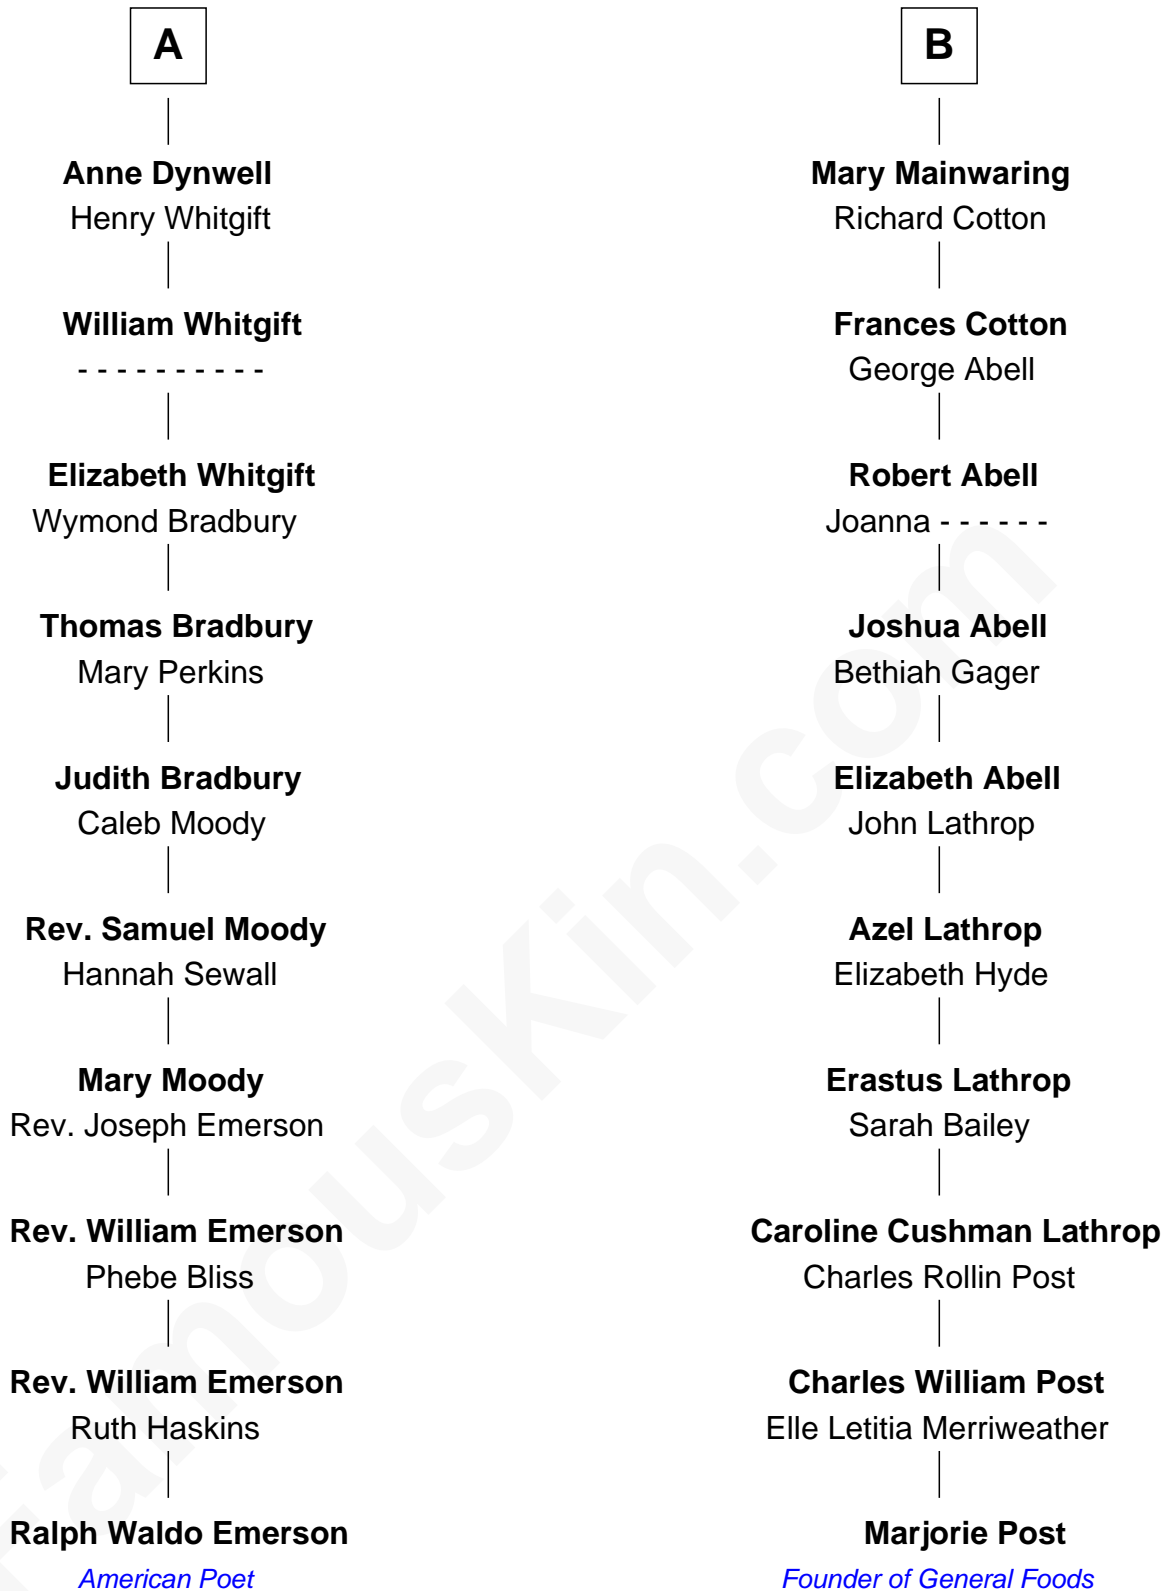 A
Anne Dynwell
Henry Whitgift
William Whitgift
- - - - - - - - - -
Elizabeth Whitgift
Wymond Bradbury
Thomas Bradbury
Mary Perkins
Judith Bradbury
Caleb Moody
Rev. Samuel Moody
Hannah Sewall
Mary Moody
Rev. Joseph Emerson
Rev. William Emerson
Phebe Bliss
Rev. William Emerson
Ruth Haskins
Ralph Waldo Emerson
American Poet
B
Mary Mainwaring
Richard Cotton
Frances Cotton
George Abell
Robert Abell
Joanna - - - - - -
Joshua Abell
Bethiah Gager
Elizabeth Abell
John Lathrop
Azel Lathrop
Elizabeth Hyde
Erastus Lathrop
Sarah Bailey
Caroline Cushman Lathrop
Charles Rollin Post
Charles William Post
Elle Letitia Merriweather
Marjorie Post
Founder of General Foods
FamousKin.com